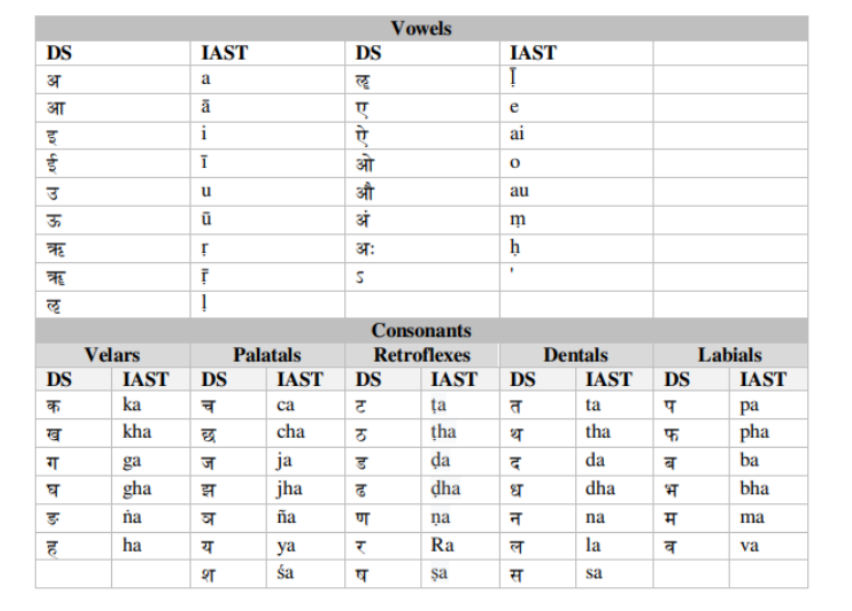 Vowels
DS IAST DS IAST
अ a ॡ ḹ
आ ā ए e
इ i ऐ ai
ई ī ओ o
उ u औ au
ऊ ū अं ṃ
ऋ ṛ अः ḥ
ॠ ṝ ऽ '
ऌ ḷ
Consonants
Velars Palatals Retroflexes Dentals Labials
DS IAST DS IAST DS IAST DS IAST DS IAST
क ka च ca ट ṭa त ta प pa
ख kha छ cha ठ ṭha थ tha फ pha
ग ga ज ja ड ḍa द da ब ba
घ gha झ jha ढ ḍha ध dha भ bha
ङ ṅa ञ ña ण ṇa न na म ma
ह ha य ya र Ra ल la व va
श śa ष ṣa स sa